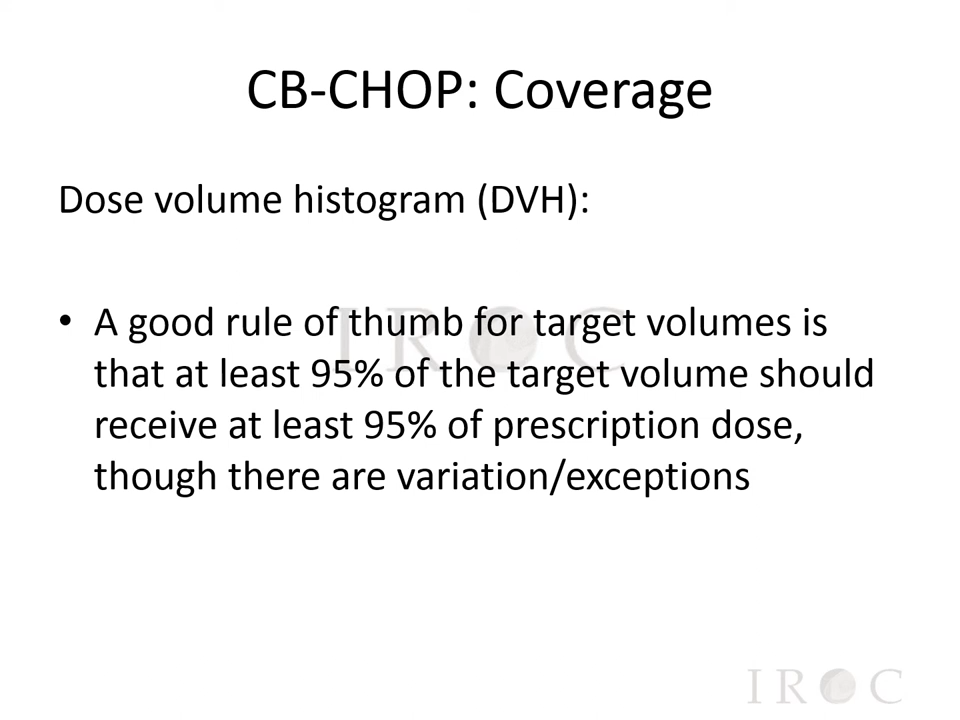 CB-CHOP: Coverage
Dose volume histogram (DVH):
• A good rule of thumb for target volumes is
that at least 95% of the target volume should
receive at least 95% of prescription dose,
though there are variation/exceptions
IROC
IROC